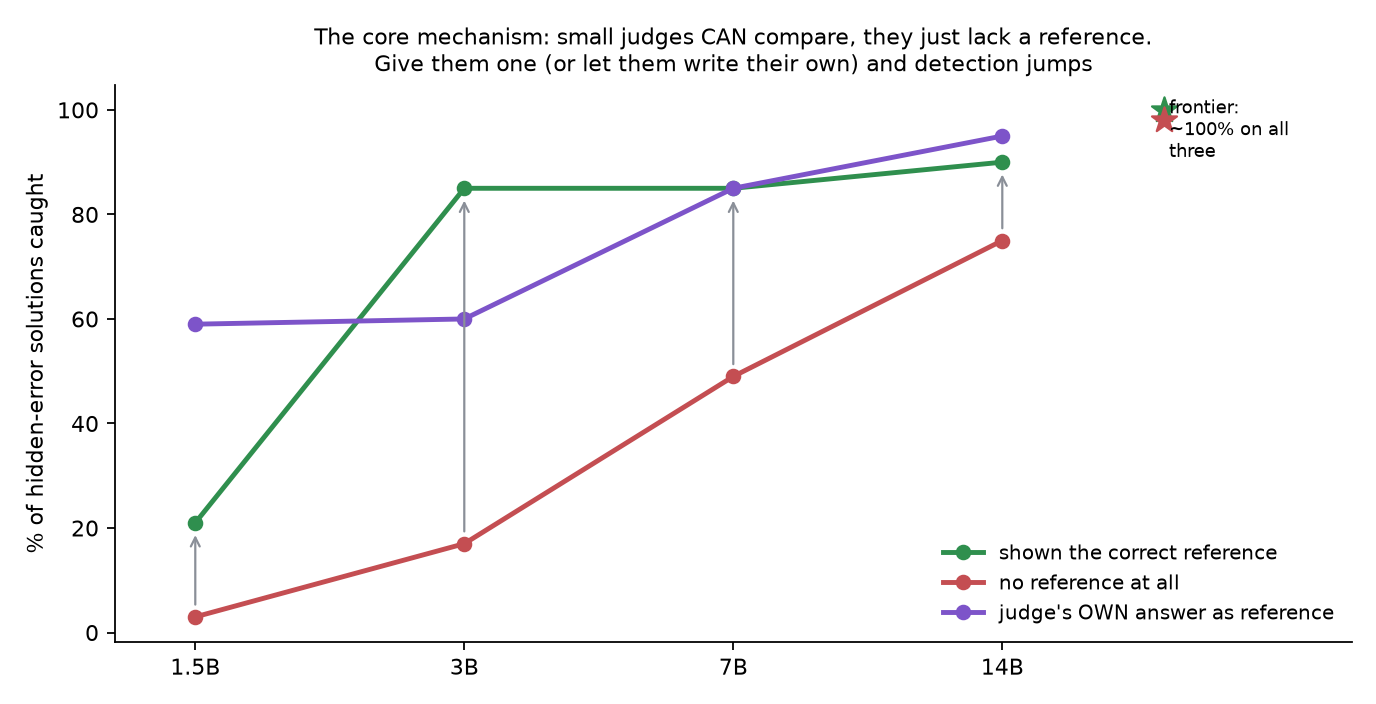 The core mechanism: small judges CAN compare, they just lack a reference.
Give them one (or let them write their own) and detection jumps
frontier:
~100% on all
three
% of hidden-error solutions caught
100
80
60
40
20
0
1.5B
3B
7B
14B
shown the correct reference
no reference at all
judge's OWN answer as reference